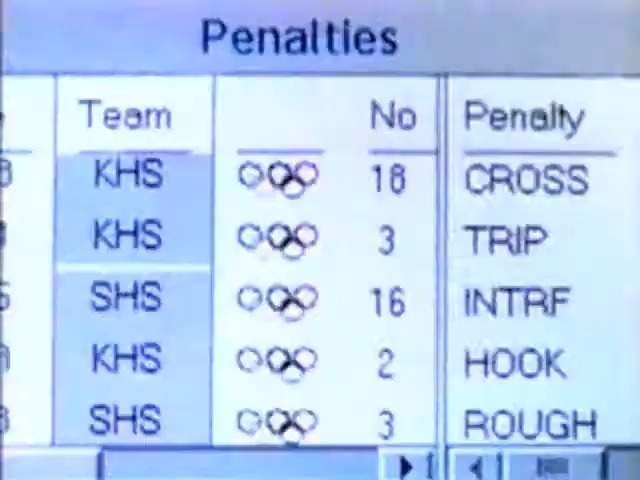 Penalties
Team No Penalty
KHS 18 CROSS
KHS 3 TRIP
SHS 16 INTRF
KHS 2 HOOK
SHS 3 ROUGH